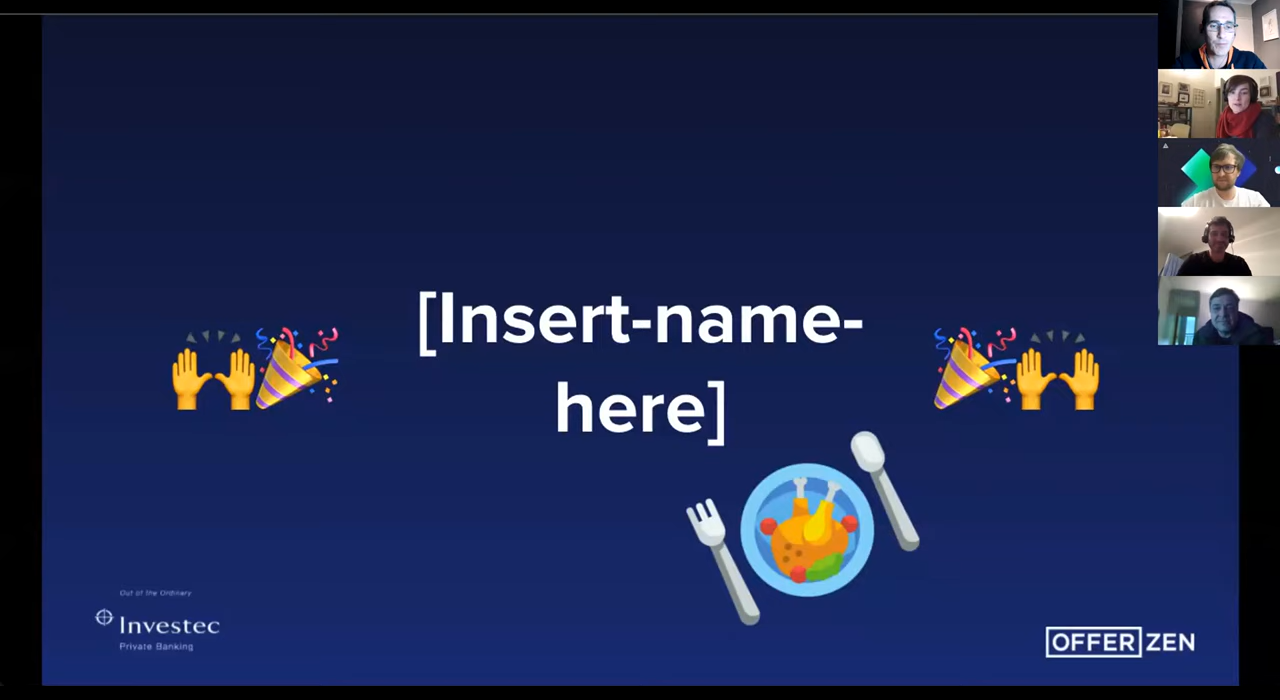 [Insert-name-
here]
Out of the Ordinary
Investec
Private Banking
OFFERZEN